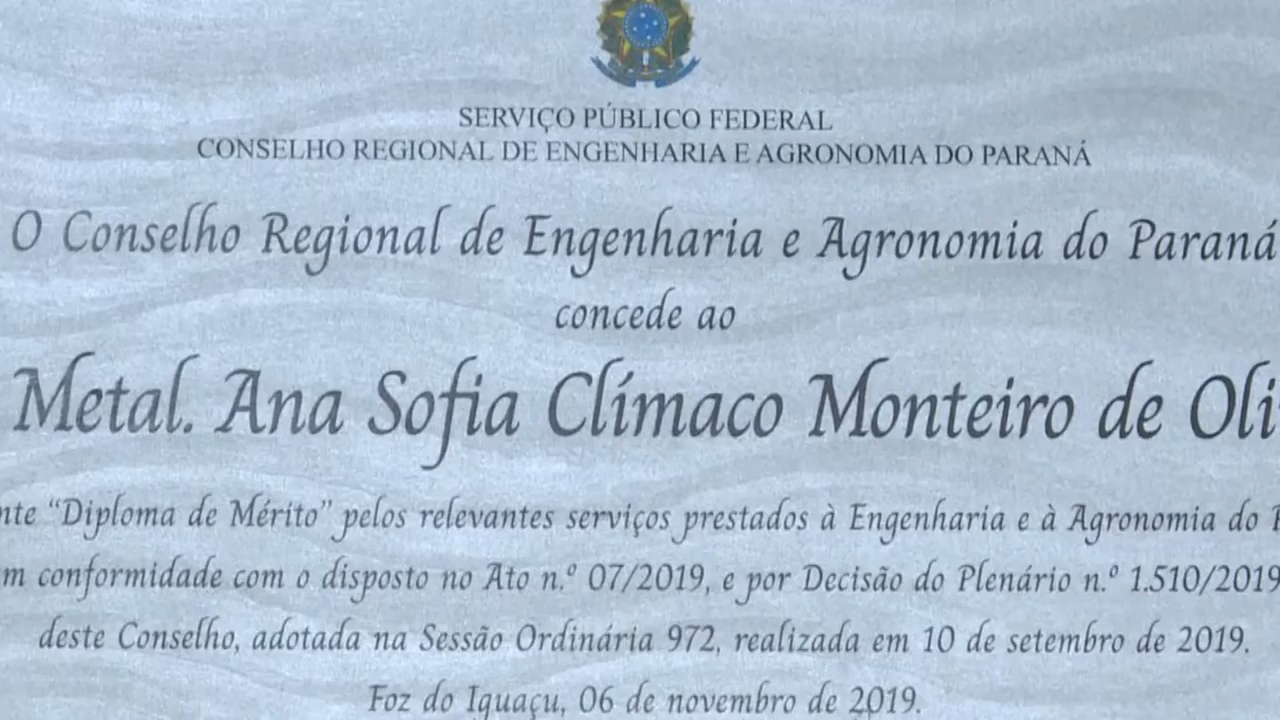 SERVIÇO PÚBLICO FEDERAL
CONSELHO REGIONAL DE ENGENHARIA E AGRONOMIA DO PARANÁ
O Conselho Regional de Engenharia e Agronomia do Paraná
concede ao
Metal. Ana Sofia Clímaco Monteiro de
"Diploma de Mérito" pelos relevantes serviços prestados à Engenharia e à Agronomia do
conformidade com o disposto no Ato n.º 07/2019, e por Decisão do Plenário n.º 1.510/2019
deste Conselho, adotada na Sessão Ordinária 972, realizada em 10 de setembro de 2019.
Foz do Iguaçu, 06 de novembro de 2019.